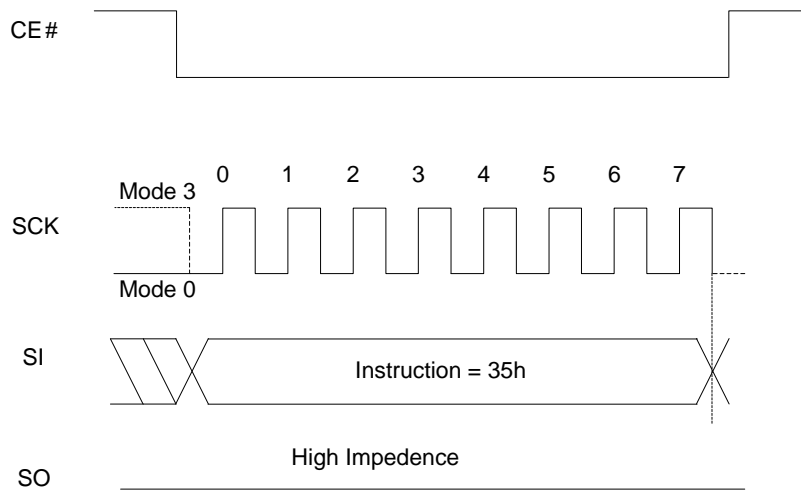 CE#
0 1 2 3 4 5 6 7
Mode 3
SCK
Mode 0
SI
Instruction = 35h
High Impedence
SO